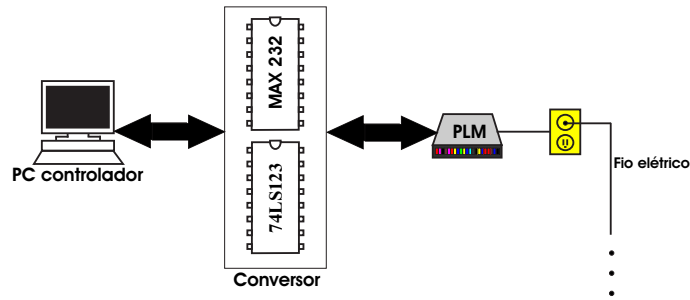 PC controlador
MAX 232
74LS123
Conversor
PLM
Fio elétrico